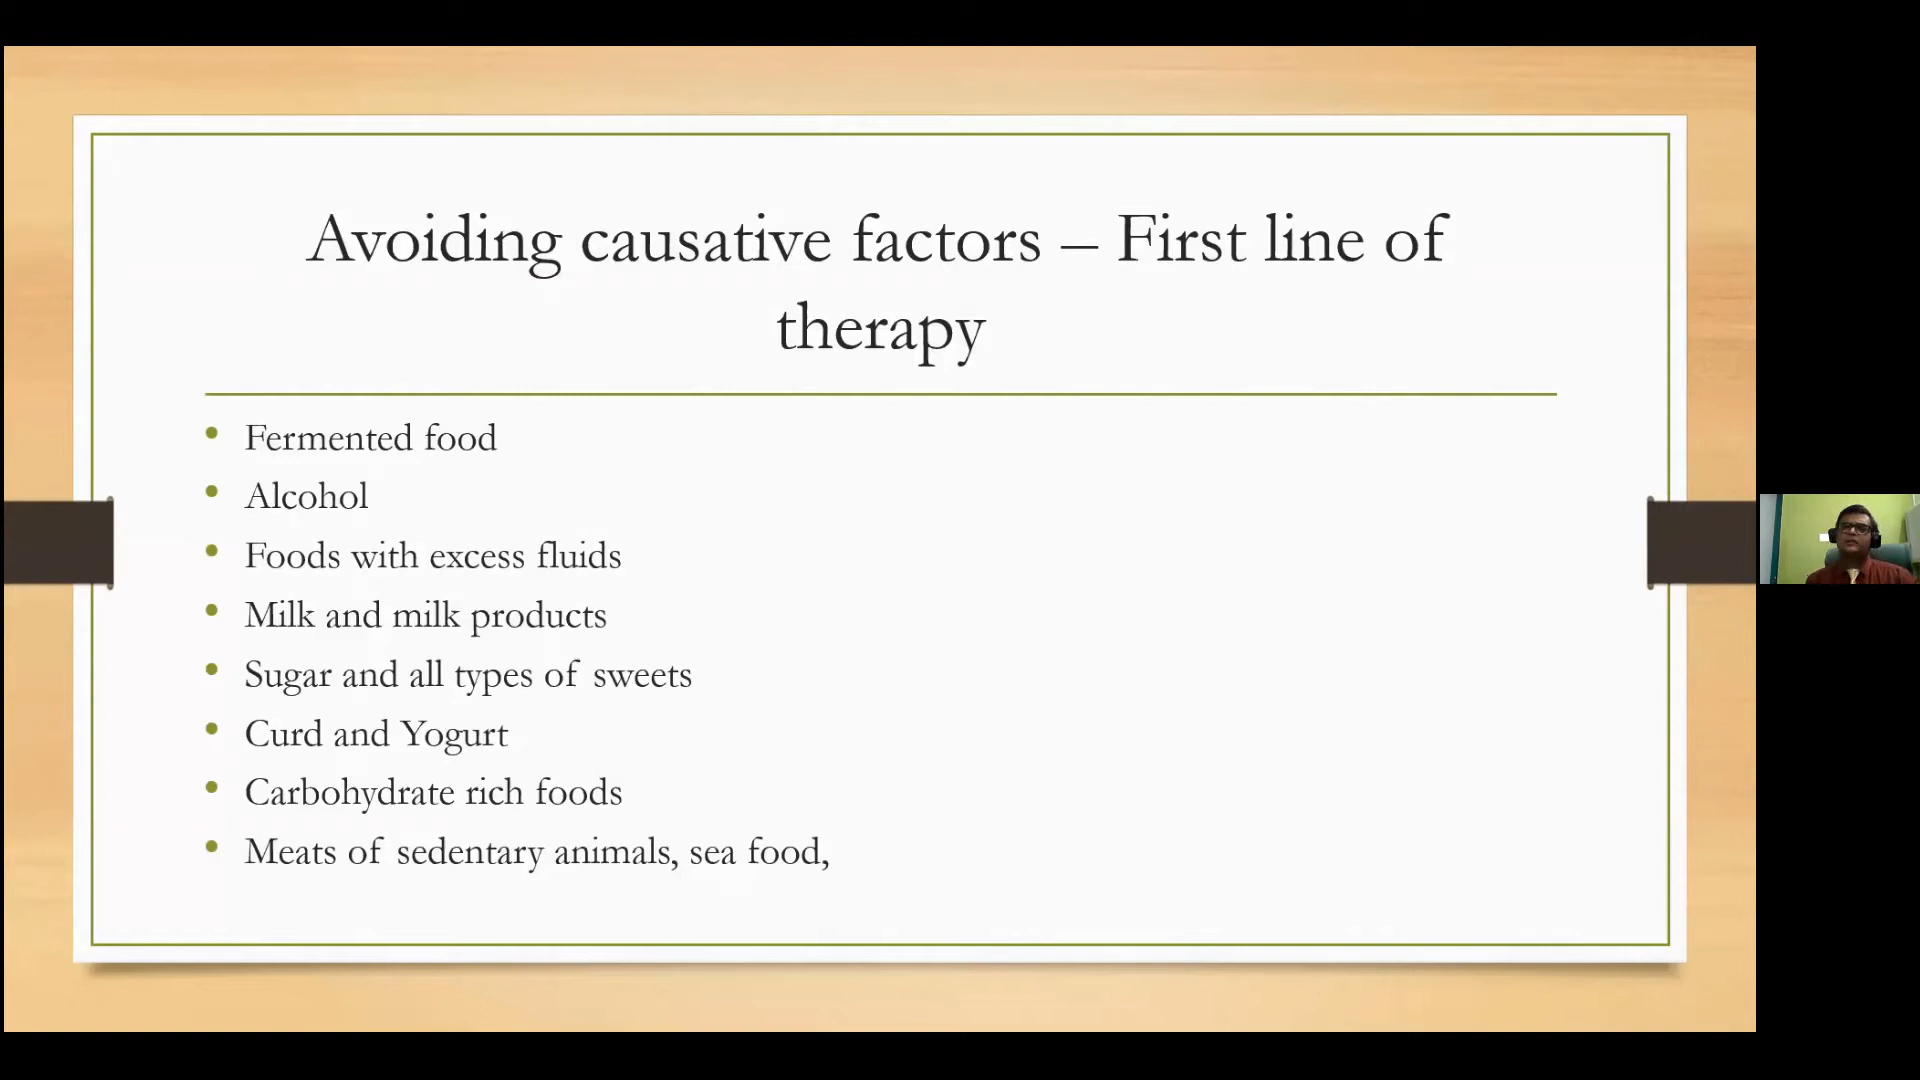 Avoiding causative factors – First line of
therapy
• Fermented food
• Alcohol
• Foods with excess fluids
• Milk and milk products
• Sugar and all types of sweets
• Curd and Yogurt
• Carbohydrate rich foods
• Meats of sedentary animals, sea food,